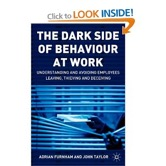 Click to LOOK INSIDE!
THE DARK SIDE
OF BEHAVIOUR
AT WORK
UNDERSTANDING AND AVOIDING EMPLOYEES
LEAVING, THIEVING AND DECEIVING
ADRIAN FURNHAM AND JOHN TAYLOR